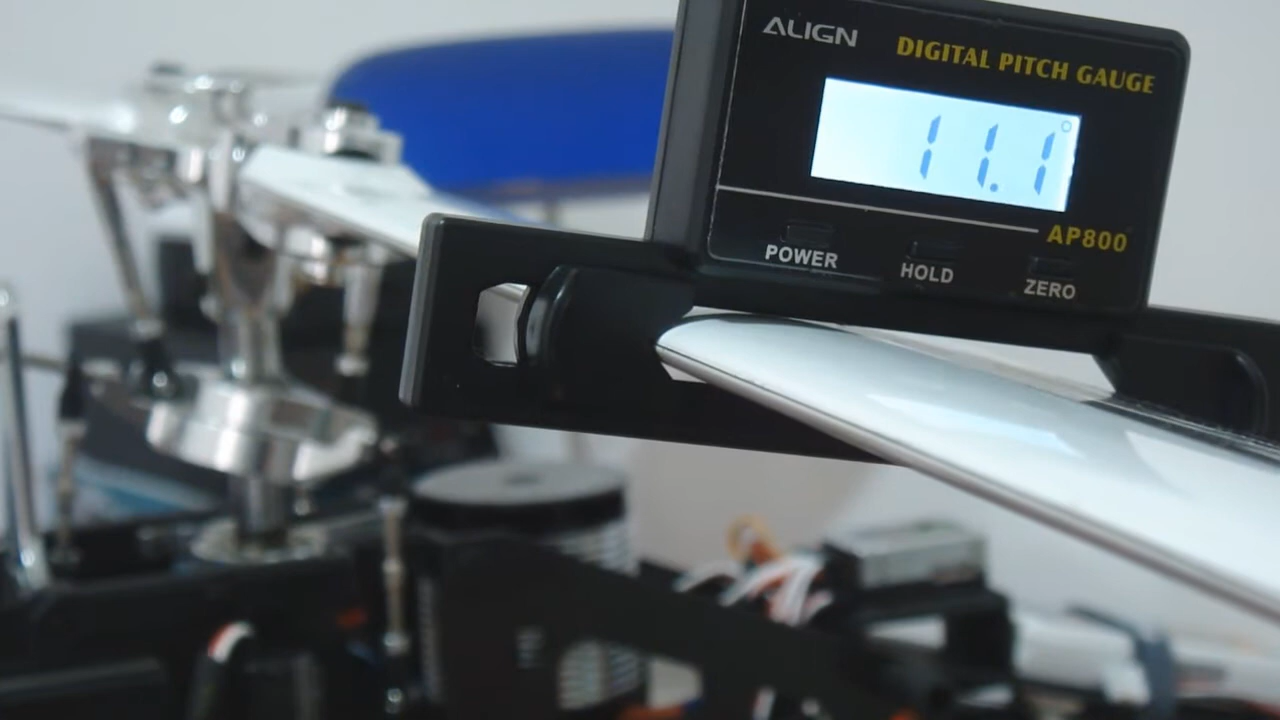 ALIGN
DIGITAL PITCH GAUGE
11.1°
AP800
POWER
HOLD
ZERO